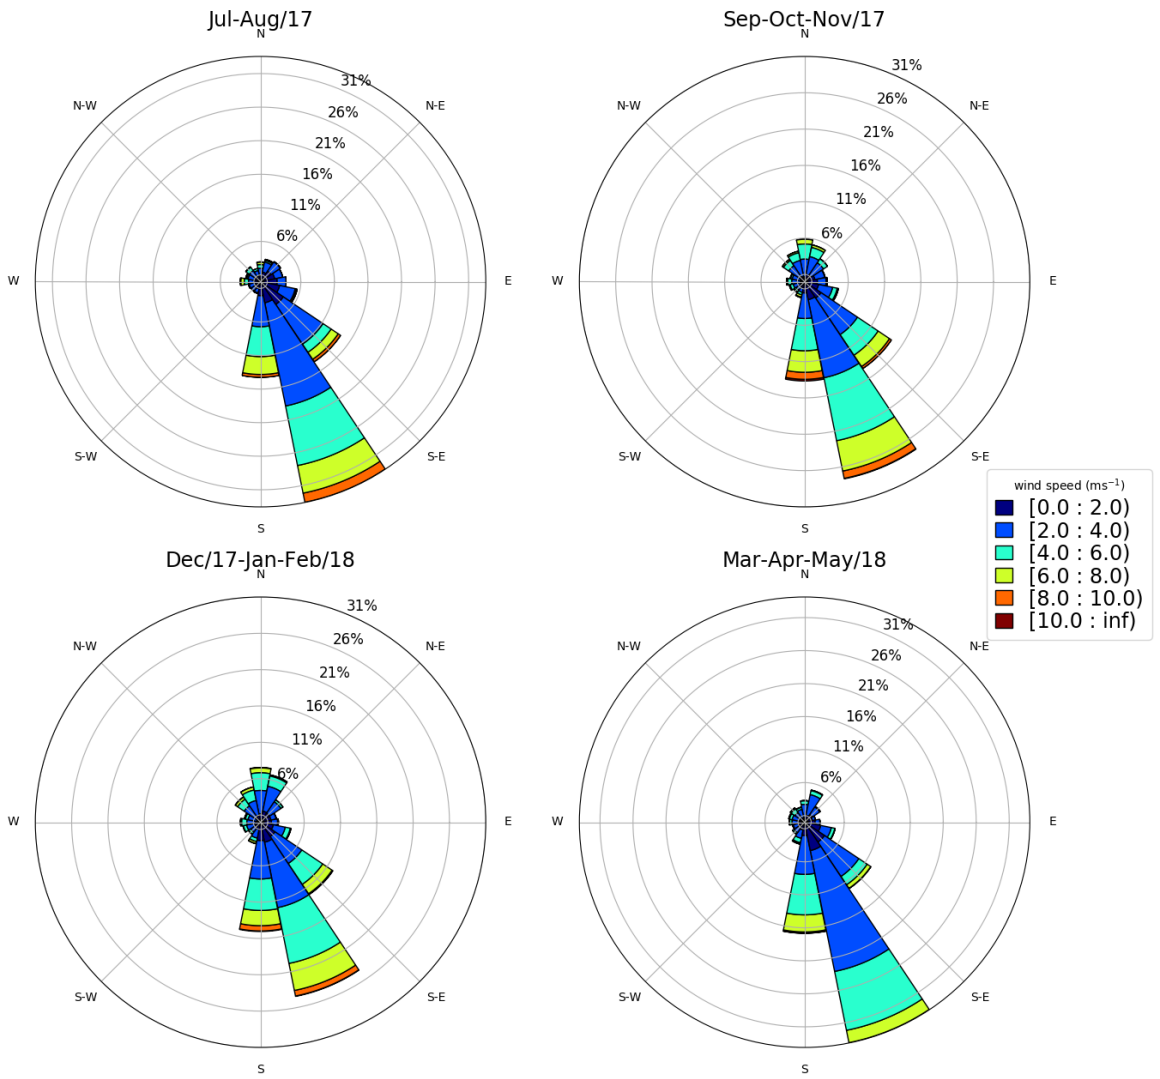 Jul-Aug/17
N
N-E
E
S-E
S
S-W
W
N-W
6%
11%
16%
21%
26%
31%
Sep-Oct-Nov/17
N
N-E
E
S-E
S
S-W
W
N-W
6%
11%
16%
21%
26%
31%
wind speed (ms⁻¹)
[0.0 : 2.0)
[2.0 : 4.0)
[4.0 : 6.0)
[6.0 : 8.0)
[8.0 : 10.0)
[10.0 : inf)
Dec/17-Jan-Feb/18
N
N-E
E
S-E
S
S-W
W
N-W
6%
11%
16%
21%
26%
31%
Mar-Apr-May/18
N
N-E
E
S-E
S
S-W
W
N-W
6%
11%
16%
21%
26%
31%